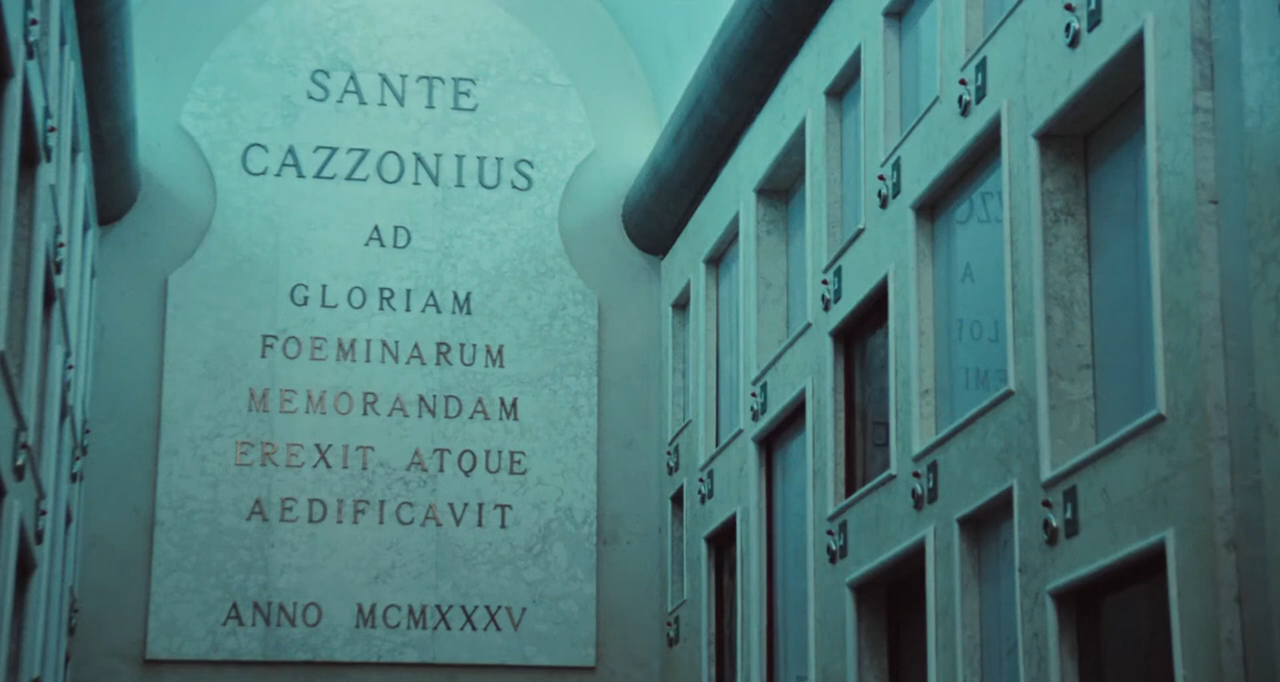 SANTE
CAZZONIUS
AD
GLORIAM
FOEMINARUM
MEMORANDAM
EREXIT ATQUE
AEDIFICAVIT
ANNO MCMXXXV